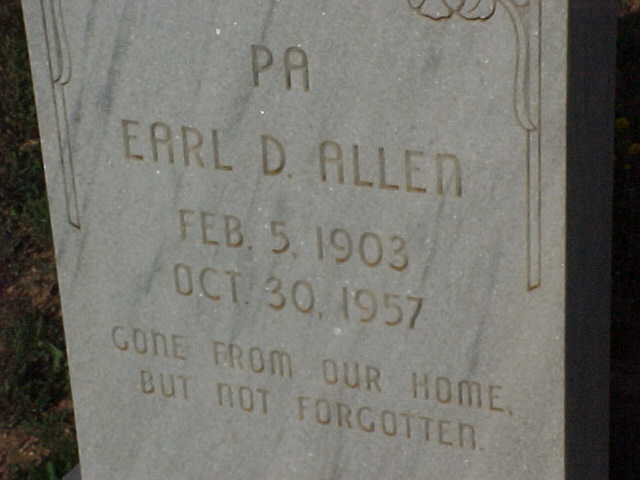 PA
EARL D. ALLEN
FEB. 5, 1903
OCT. 30, 1957
GONE FROM OUR HOME,
BUT NOT FORGOTTEN.